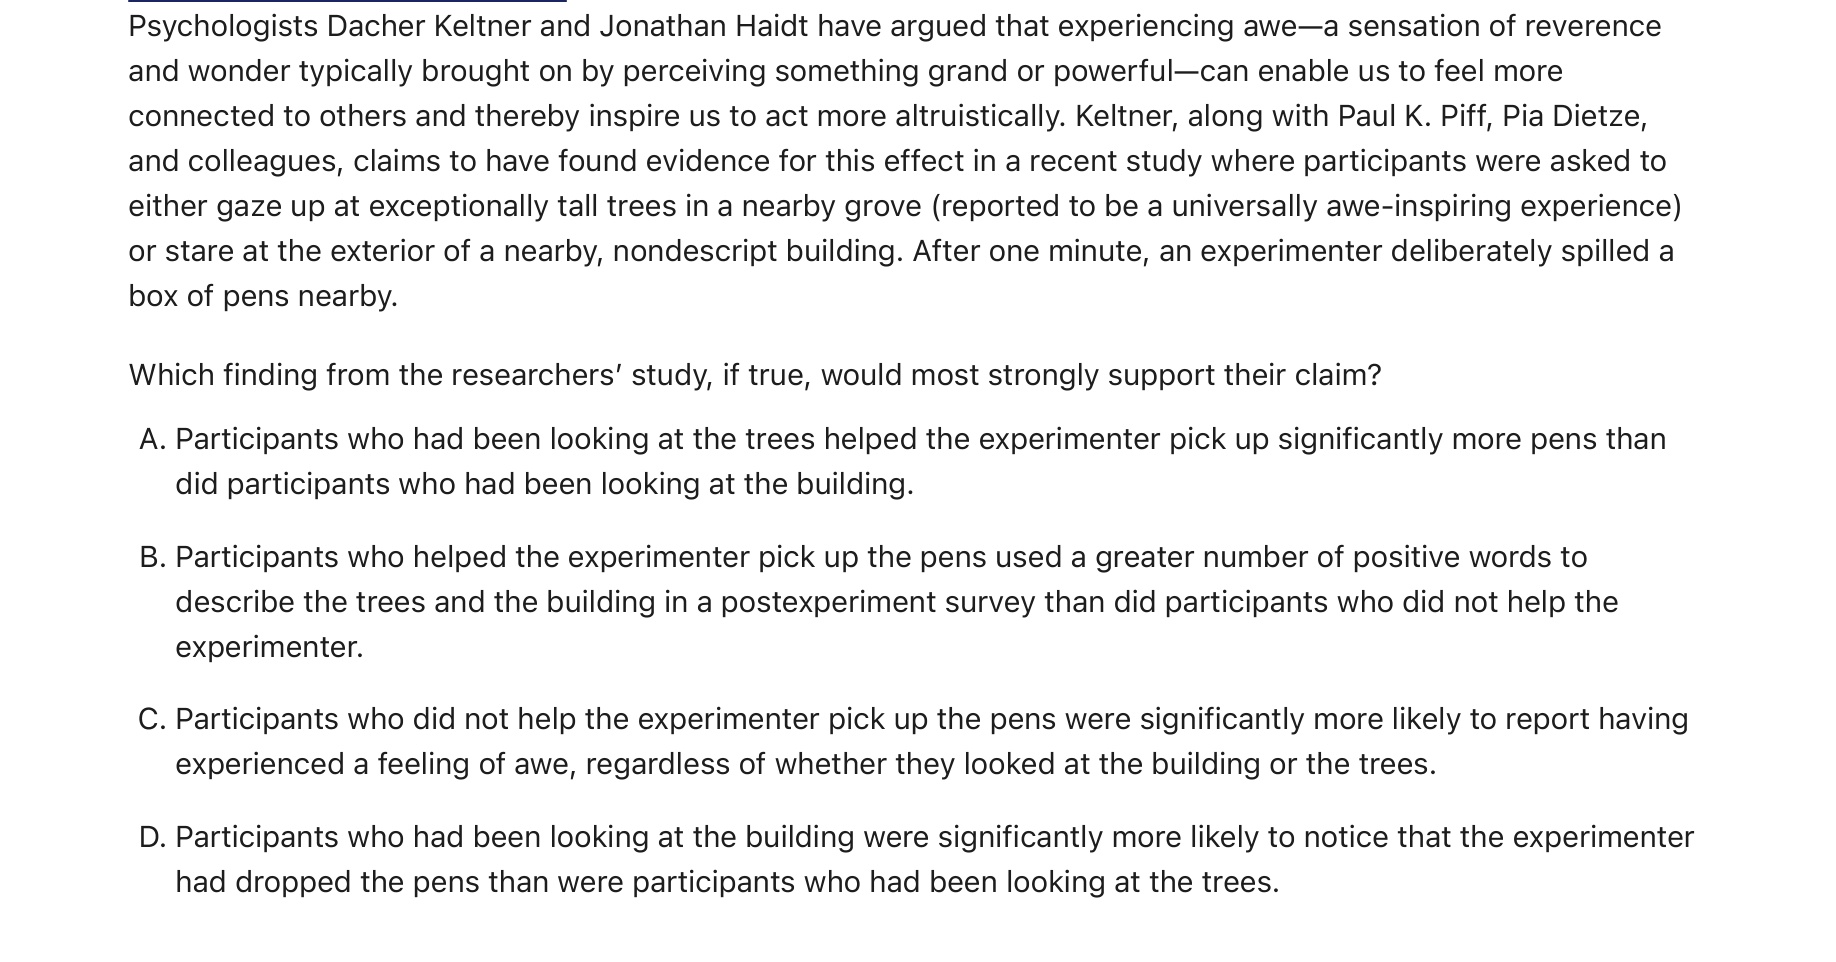 Psychologists Dacher Keltner and Jonathan Haidt have argued that experiencing awe—a sensation of reverence
and wonder typically brought on by perceiving something grand or powerful—can enable us to feel more
connected to others and thereby inspire us to act more altruistically. Keltner, along with Paul K. Piff, Pia Dietze,
and colleagues, claims to have found evidence for this effect in a recent study where participants were asked to
either gaze up at exceptionally tall trees in a nearby grove (reported to be a universally awe-inspiring experience)
or stare at the exterior of a nearby, nondescript building. After one minute, an experimenter deliberately spilled a
box of pens nearby.
Which finding from the researchers’ study, if true, would most strongly support their claim?
A. Participants who had been looking at the trees helped the experimenter pick up significantly more pens than
did participants who had been looking at the building.
B. Participants who helped the experimenter pick up the pens used a greater number of positive words to
describe the trees and the building in a postexperiment survey than did participants who did not help the
experimenter.
C. Participants who did not help the experimenter pick up the pens were significantly more likely to report having
experienced a feeling of awe, regardless of whether they looked at the building or the trees.
D. Participants who had been looking at the building were significantly more likely to notice that the experimenter
had dropped the pens than were participants who had been looking at the trees.